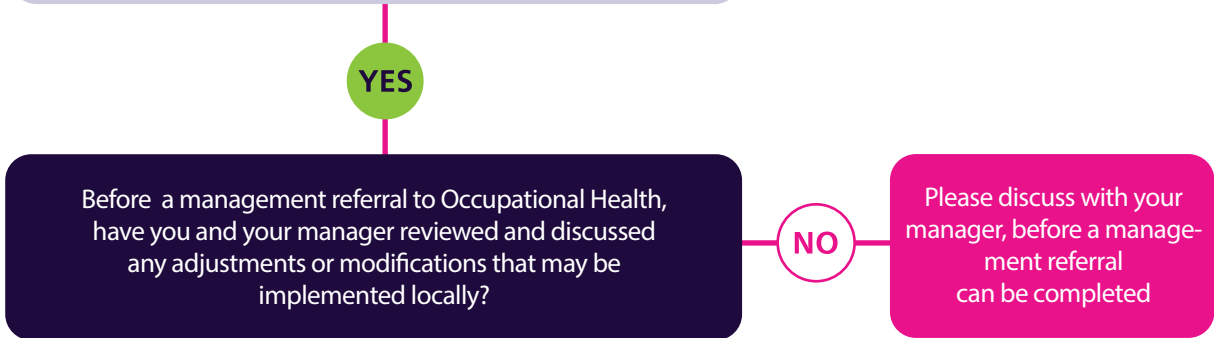 YES
Before  a management referral to Occupational Health,
have you and your manager reviewed and discussed
any adjustments or modifications that may be
implemented locally?
NO
Please discuss with your
manager, before a manage-
ment referral
can be completed